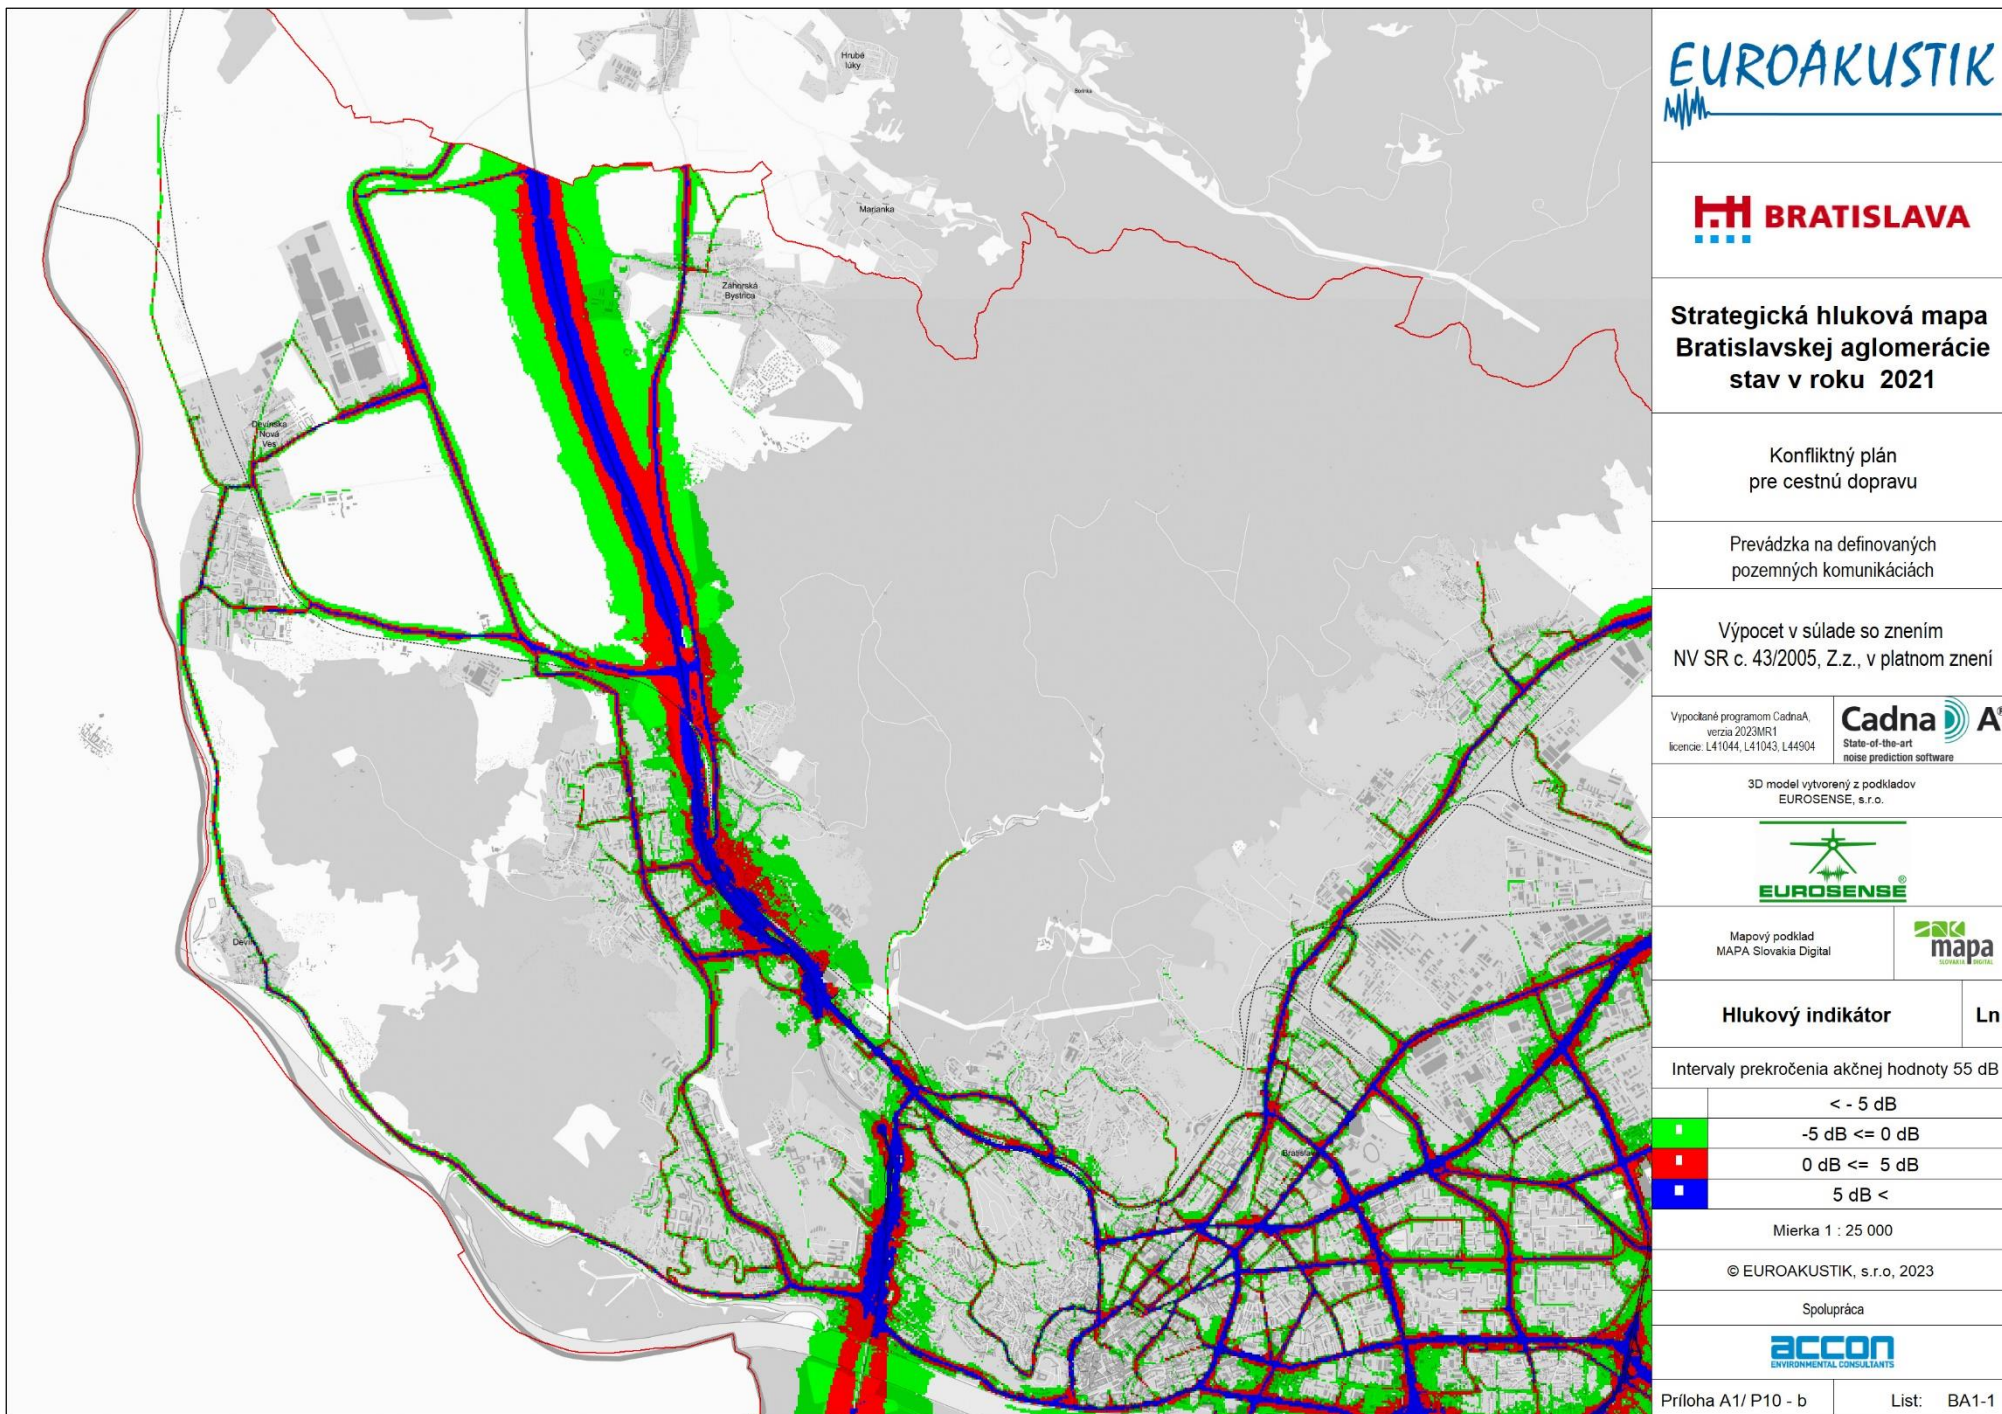 Hrubé
lúky
Borinka
Marianka
Záhorská
Bystrica
Devínska
Nová
Ves
Devín
Bratislava
EUROAKUSTIK
BRATISLAVA
Strategická hluková mapa
Bratislavskej aglomerácie
stav v roku 2021
Konfliktný plán
pre cestnú dopravu
Prevádzka na definovaných
pozemných komunikáciách
Výpocet v súlade so znením
NV SR c. 43/2005, Z.z., v platnom znení
Vypocítané programom CadnaA,
verzia 2023MR1
licencie: L41044, L41043, L44904
Cadna A®
State-of-the-art
noise prediction software
3D model vytvorený z podkladov
EUROSENSE, s.r.o.
EUROSENSE®
Mapový podklad
MAPA Slovakia Digital
mapa
SLOVAKIA DIGITAL
Hlukový indikátor Ln
Intervaly prekročenia akčnej hodnoty 55 dB
< - 5 dB
-5 dB <= 0 dB
0 dB <= 5 dB
5 dB <
Mierka 1 : 25 000
© EUROAKUSTIK, s.r.o, 2023
Spolupráca
accon
ENVIRONMENTAL CONSULTANTS
Príloha A1/ P10 - b List: BA1-1